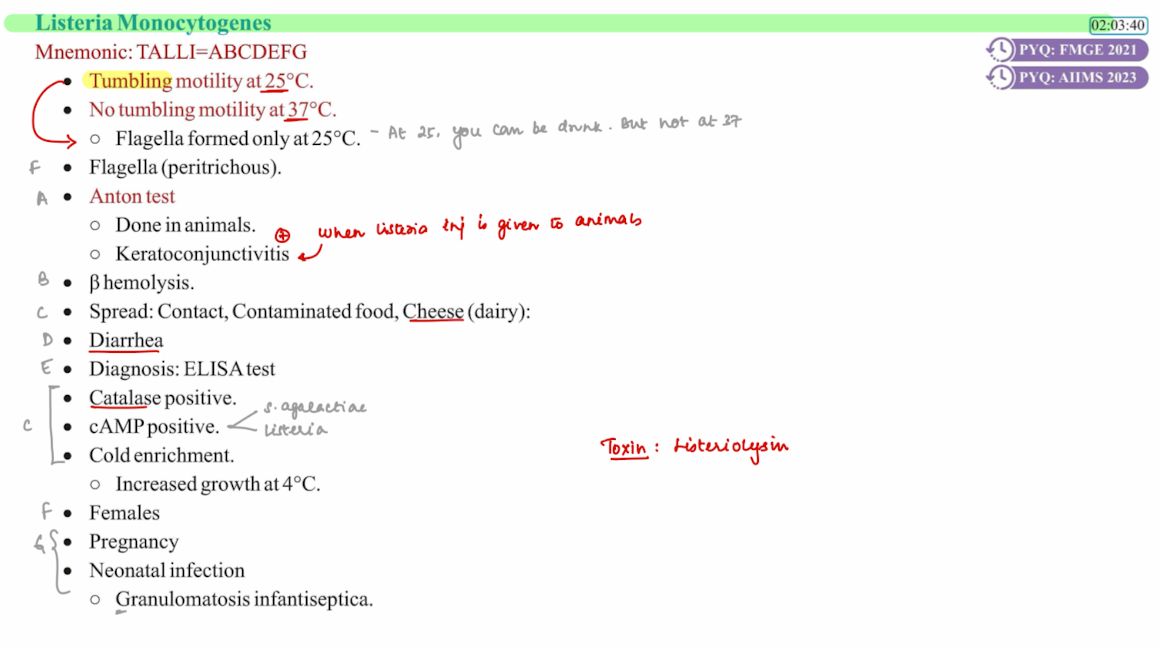 Listeria Monocytogenes
02:03:40
Mnemonic: TALLI=ABCDEFG
PYQ: FMGE 2021
PYQ: AIIMS 2023
• Tumbling motility at 25°C.
• No tumbling motility at 37°C.
○ Flagella formed only at 25°C. - At 25, you can be drunk. But not at 37
F • Flagella (peritrichous).
A • Anton test
○ Done in animals.
⊕ when listeria inj is given to animals
○ Keratoconjunctivitis
B • β hemolysis.
C • Spread: Contact, Contaminated food, Cheese (dairy):
D • Diarrhea
E • Diagnosis: ELISA test
• Catalase positive.
S. agalactiae
C • cAMP positive.
listeria
• Cold enrichment.
Toxin : Listeriolysin
○ Increased growth at 4°C.
F • Females
G • Pregnancy
• Neonatal infection
○ Granulomatosis infantiseptica.